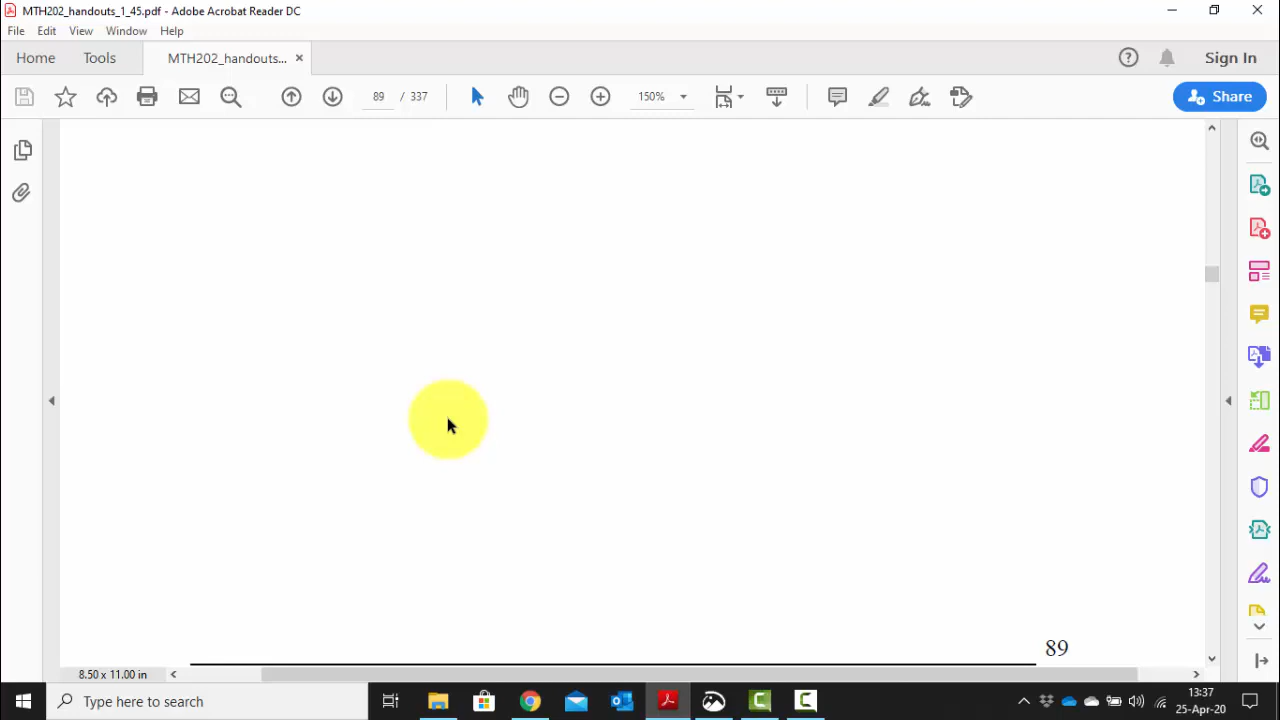 MTH202_handouts_1_45.pdf - Adobe Acrobat Reader DC
File Edit View Window Help
Home Tools MTH202_handouts... × Sign In
89 / 337 150% Share
89
8.50 x 11.00 in
Type here to search
13:37
25-Apr-20